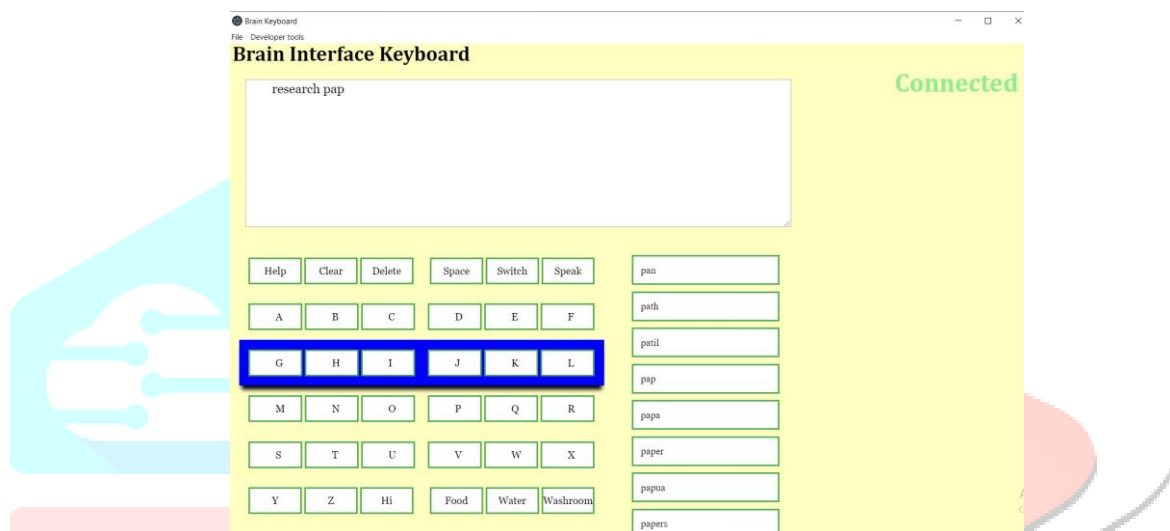 Brain Keyboard
File Developer tools
Brain Interface Keyboard
Connected
research pap
Help Clear Delete Space Switch Speak
A B C D E F
G H I J K L
M N O P Q R
S T U V W X
Y Z Hi Food Water Washroom
pan
path
patil
pap
papa
paper
papua
papers